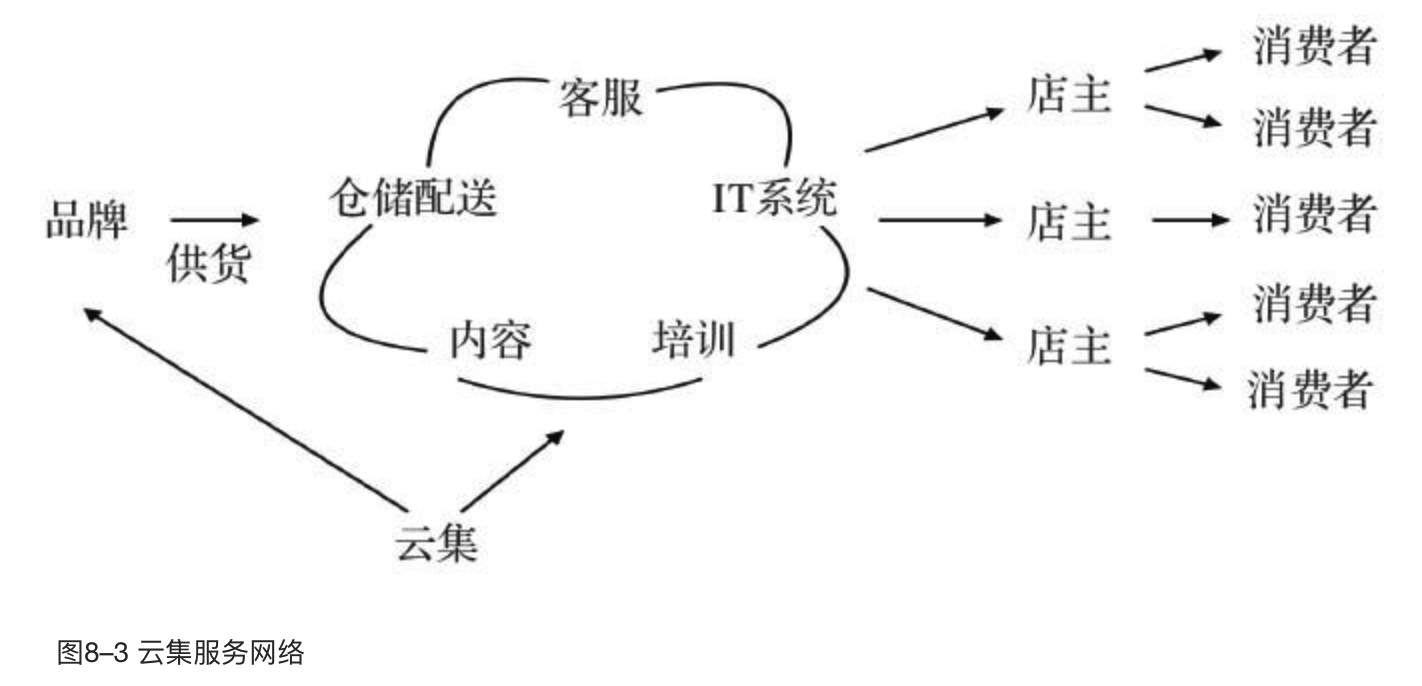 消费者
店主
客服
消费者
仓储配送
IT系统
品牌
店主
消费者
供货
消费者
内容
培训
店主
消费者
云集
图8–3 云集服务网络